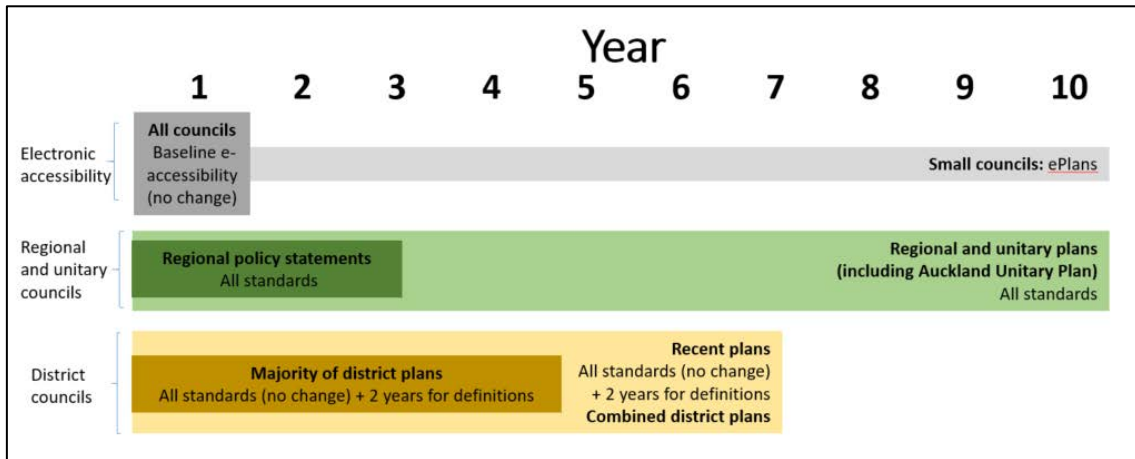 Year
1 2 3 4 5 6 7 8 9 10
Electronic
accessibility
All councils
Baseline e-
accessibility
(no change)
Small councils: ePlans
Regional
and unitary
councils
Regional policy statements
All standards
Regional and unitary plans
(including Auckland Unitary Plan)
All standards
District
councils
Majority of district plans
All standards (no change) + 2 years for definitions
Recent plans
All standards (no change)
+ 2 years for definitions
Combined district plans